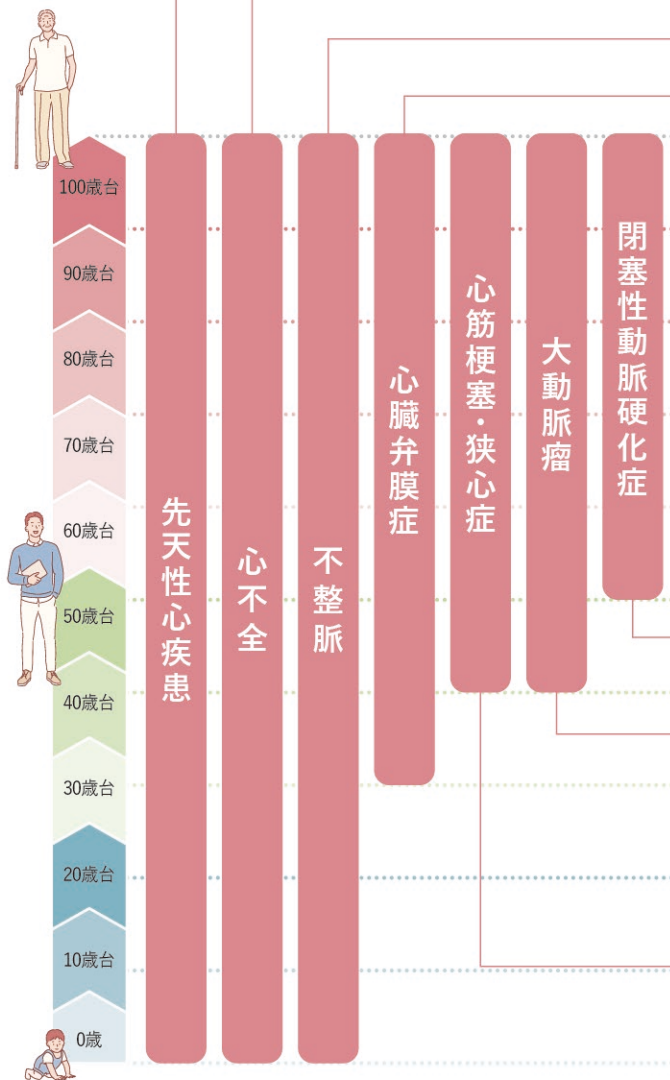 100歳台
90歳台
80歳台
70歳台
60歳台
50歳台
40歳台
30歳台
20歳台
10歳台
0歳
先天性心疾患
心不全
不整脈
心臓弁膜症
心筋梗塞・狭心症
大動脈瘤
閉塞性動脈硬化症